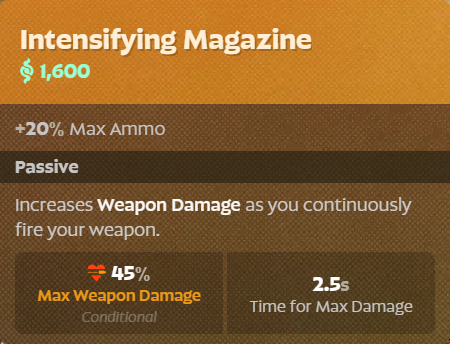 Intensifying Magazine
1,600
+20% Max Ammo
Passive
Increases Weapon Damage as you continuously
fire your weapon.
45%
Max Weapon Damage
Conditional
2.5s
Time for Max Damage